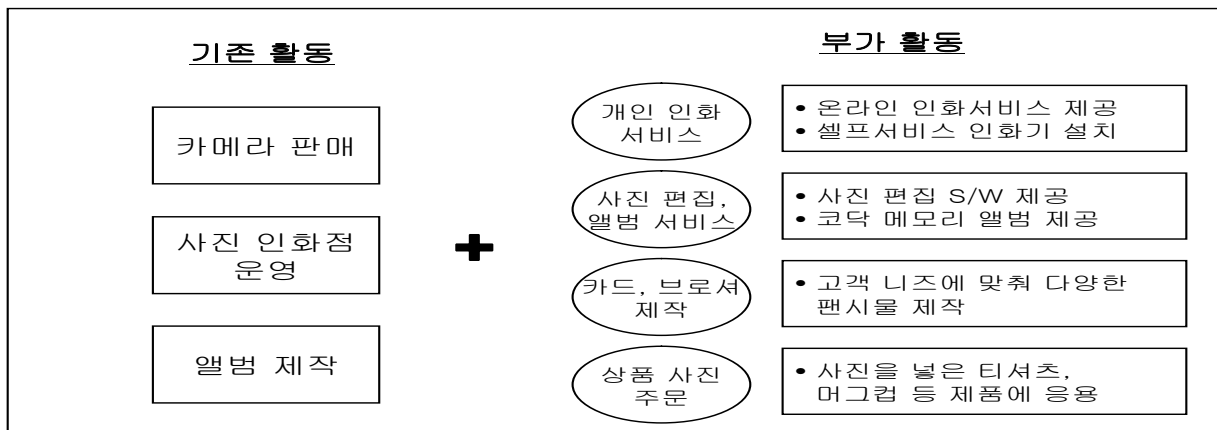 기존 활동
카메라 판매
사진 인화점
운영
앨범 제작
+
부가 활동
개인 인화
서비스
• 온라인 인화서비스 제공
• 셀프서비스 인화기 설치
사진 편집,
앨범 서비스
• 사진 편집 S/W 제공
• 코닥 메모리 앨범 제공
카드, 브로셔
제작
• 고객 니즈에 맞춰 다양한
팬시물 제작
상품 사진
주문
• 사진을 넣은 티셔츠,
머그컵 등 제품에 응용